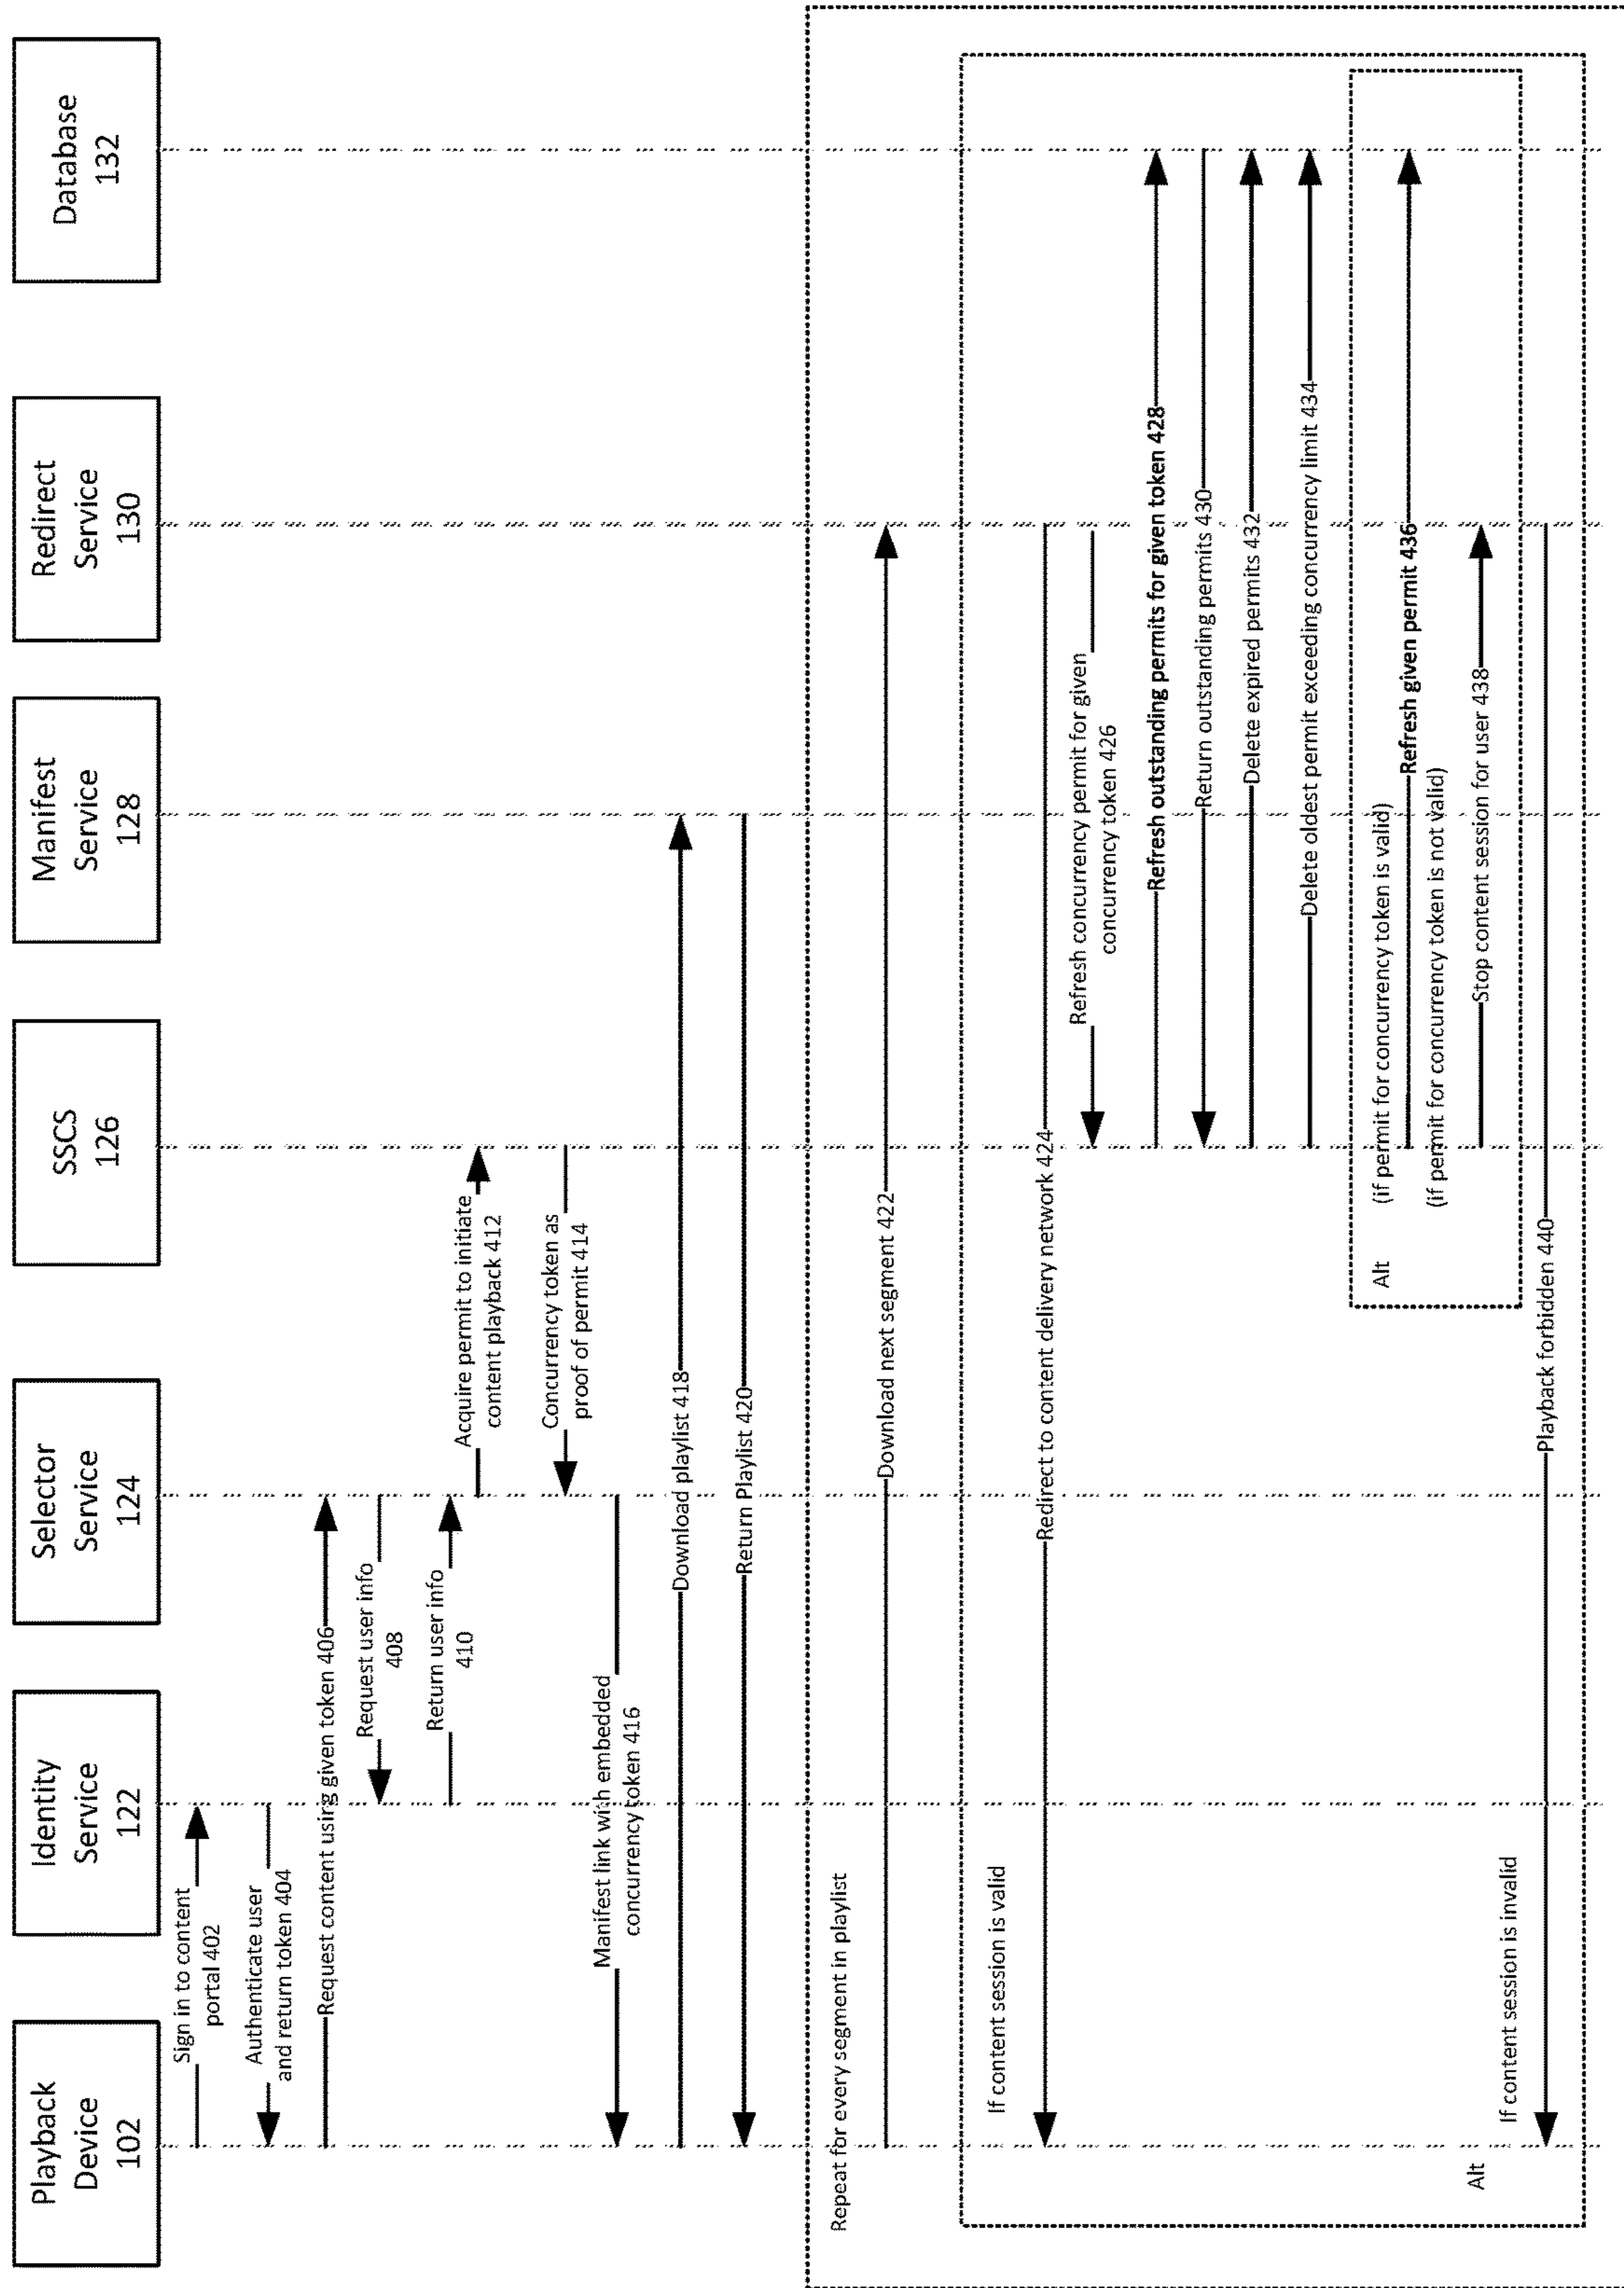 Playback
Device
102
Identity
Service
122
Selector
Service
124
SSCS
126
Manifest
Service
128
Redirect
Service
130
Database
132
Sign in to content
portal 402
Authenticate user
and return token 404
Request content using given token 406
Request user info
408
Return user info
410
Acquire permit to initiate
content playback 412
Concurrency token as
proof of permit 414
Manifest link with embedded
concurrency token 416
Download playlist 418
Return Playlist 420
Repeat for every segment in playlist
Download next segment 422
If content session is valid
Redirect to content delivery network 424
Refresh concurrency permit for given
concurrency token 426
Refresh outstanding permits for given token 428
Return outstanding permits 430
Delete expired permits 432
Delete oldest permit exceeding concurrency limit 434
Alt
(if permit for concurrency token is valid)
Refresh given permit 436
(if permit for concurrency token is not valid)
Stop content session for user 438
Alt
If content session is invalid
Playback forbidden 440